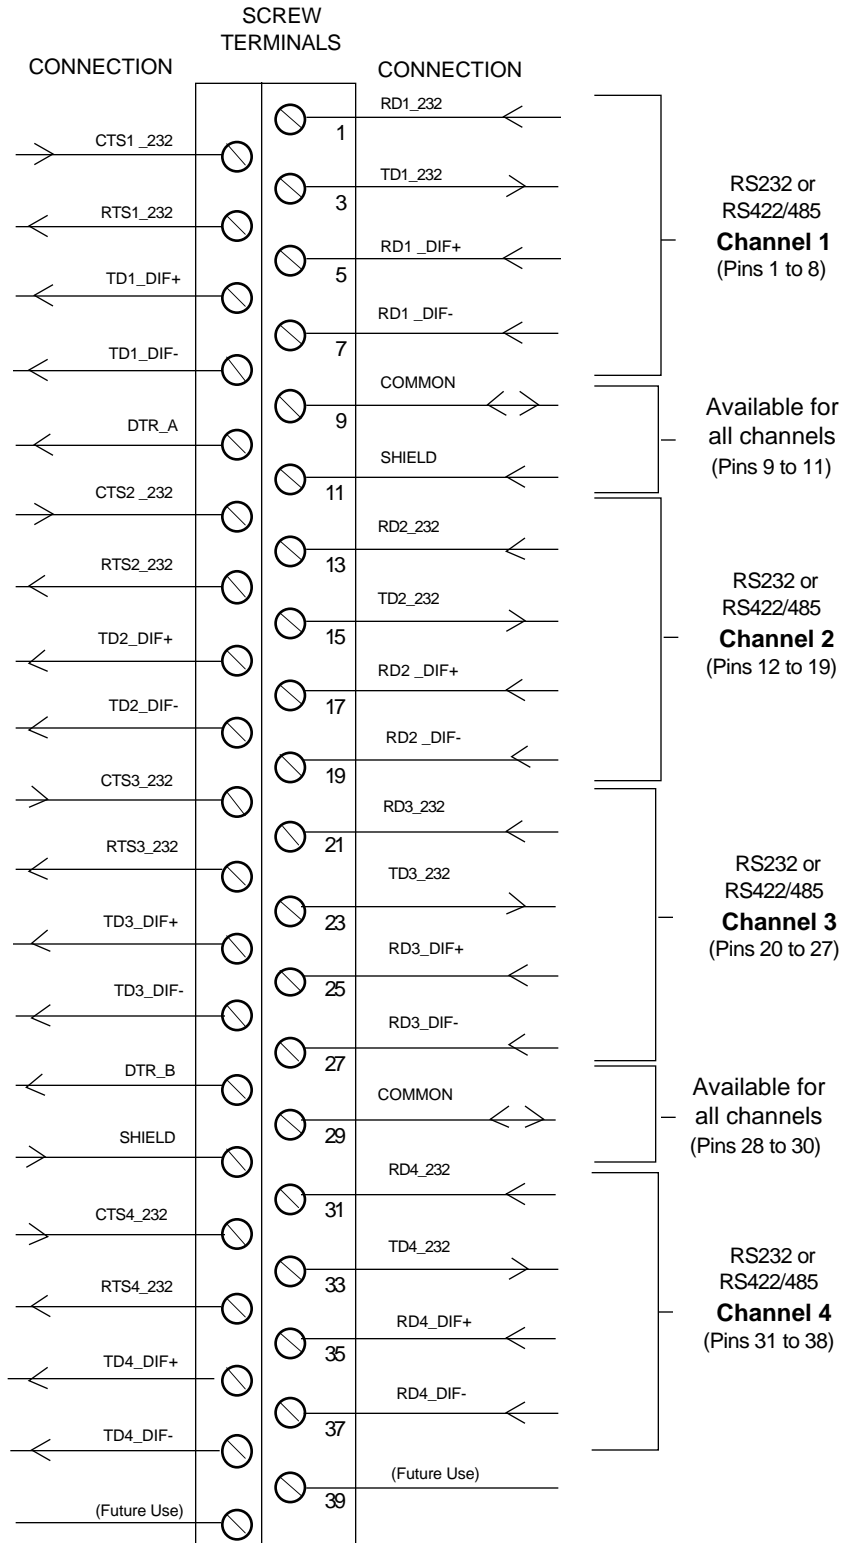 SCREW
TERMINALS
CONNECTION
CONNECTION
RD1_232
1
CTS1 _232
TD1_232
3
RTS1_232
RD1 _DIF+
5
TD1_DIF+
RD1 _DIF-
7
TD1_DIF-
RS232 or
RS422/485
Channel 1
(Pins 1 to 8)
COMMON
9
DTR_A
SHIELD
11
Available for
all channels
(Pins 9 to 11)
CTS2 _232
RD2_232
13
RTS2_232
TD2_232
15
TD2_DIF+
RD2 _DIF+
17
TD2_DIF-
RD2 _DIF-
19
RS232 or
RS422/485
Channel 2
(Pins 12 to 19)
CTS3_232
RD3_232
21
RTS3_232
TD3_232
23
TD3_DIF+
RD3_DIF+
25
TD3_DIF-
RD3_DIF-
27
RS232 or
RS422/485
Channel 3
(Pins 20 to 27)
DTR_B
COMMON
29
SHIELD
Available for
all channels
(Pins 28 to 30)
RD4_232
31
CTS4_232
TD4_232
33
RTS4_232
RD4_DIF+
35
TD4_DIF+
RD4_DIF-
37
TD4_DIF-
RS232 or
RS422/485
Channel 4
(Pins 31 to 38)
(Future Use)
39
(Future Use)